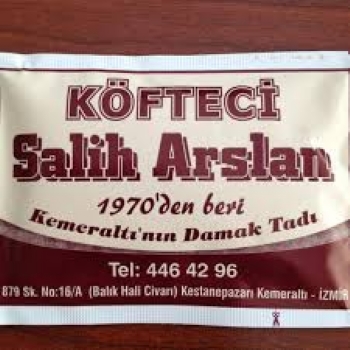 KÖFTECİ
Salih Arslan
1970'den beri
Kemeraltı'nın Damak Tadı
Tel: 446 42 96
879 Sk. No:16/A (Balık Hali Civarı) Kestanepazarı Kemeraltı - İZMİR